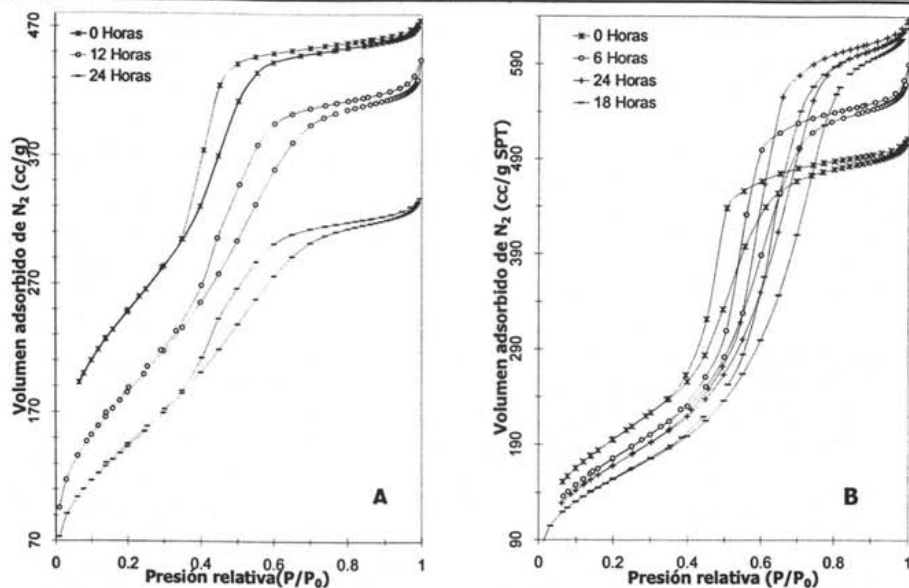 470
0 Horas
12 Horas
24 Horas
370
270
170
70
Volumen adsorbido de N₂ (cc/g)
A
0
0.2
0.4
0.6
0.8
1
Presión relativa(P/P₀)
590
0 Horas
6 Horas
24 Horas
18 Horas
490
390
290
190
90
Volumen adsorbido de N₂ (cc/g SPT)
B
0
0.2
0.4
0.6
0.8
1
Presión relativa (P/P₀)